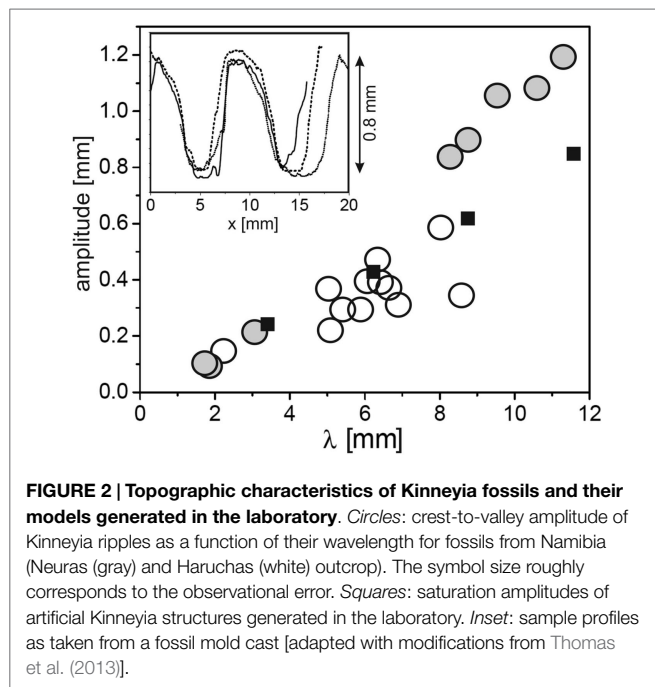 1.2
1.0
0.8
0.6
0.4
0.2
0.0
amplitude [mm]
0 2 4 6 8 10 12
λ [mm]
0 5 10 15 20
x [mm]
0.8 mm
FIGURE 2 | Topographic characteristics of Kinneyia fossils and their
models generated in the laboratory. Circles: crest-to-valley amplitude of
Kinneyia ripples as a function of their wavelength for fossils from Namibia
(Neuras (gray) and Haruchas (white) outcrop). The symbol size roughly
corresponds to the observational error. Squares: saturation amplitudes of
artificial Kinneyia structures generated in the laboratory. Inset: sample profiles
as taken from a fossil mold cast [adapted with modifications from Thomas
et al. (2013)].